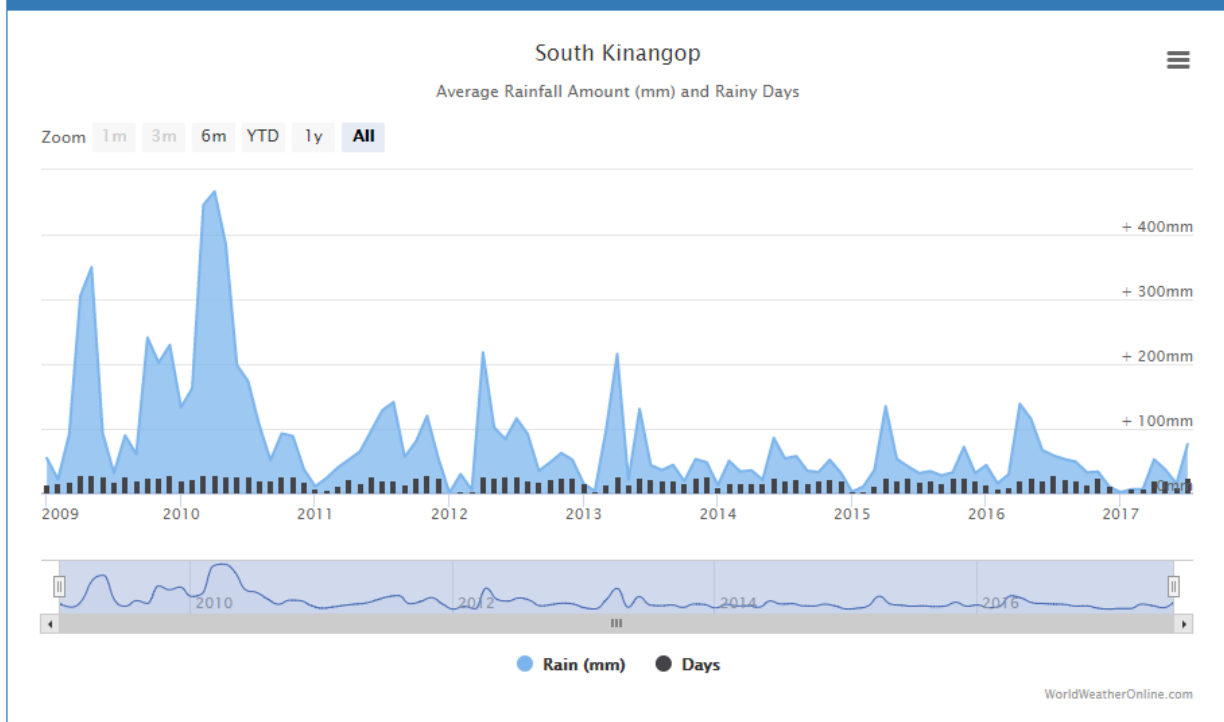 South Kinangop
Average Rainfall Amount (mm) and Rainy Days
Zoom 1m 3m 6m YTD 1y All
+ 400mm
+ 300mm
+ 200mm
+ 100mm
0mm
2009 2010 2011 2012 2013 2014 2015 2016 2017
2010 2012 2014 2016
Rain (mm) Days
WorldWeatherOnline.com